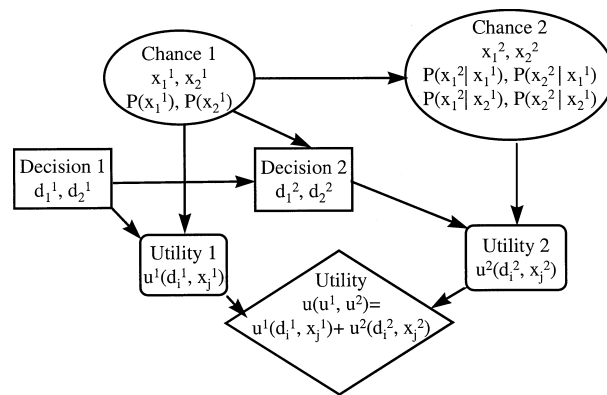 Chance 1
x₁¹, x₂¹
P(x₁¹), P(x₂¹)
Chance 2
x₁², x₂²
P(x₁²| x₁¹), P(x₂²| x₁¹)
P(x₁²| x₂¹), P(x₂²| x₂¹)
Decision 1
d₁¹, d₂¹
Decision 2
d₁², d₂²
Utility 1
u¹(dᵢ¹, xⱼ¹)
Utility 2
u²(dᵢ², xⱼ²)
Utility
u(u¹, u²)=
u¹(dᵢ¹, xⱼ¹)+ u²(dᵢ², xⱼ²)